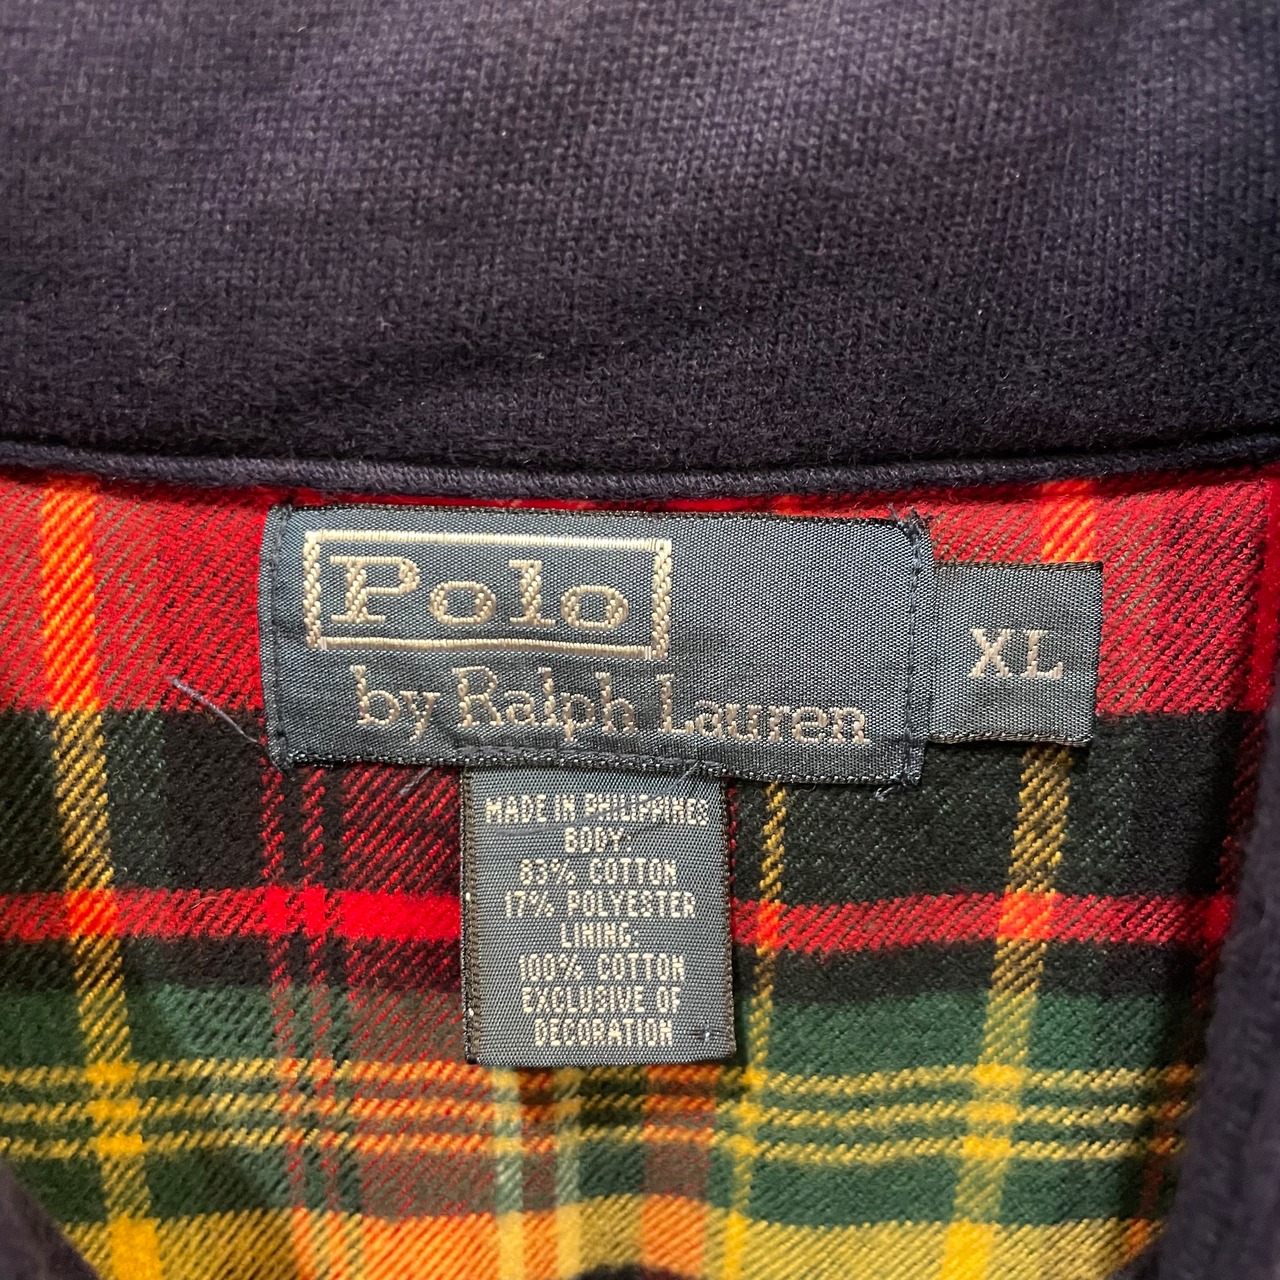 Polo
by Ralph Lauren
XL
MADE IN PHILIPPINES
BODY:
83% COTTON
17% POLYESTER
LINING:
100% COTTON
EXCLUSIVE OF
DECORATION